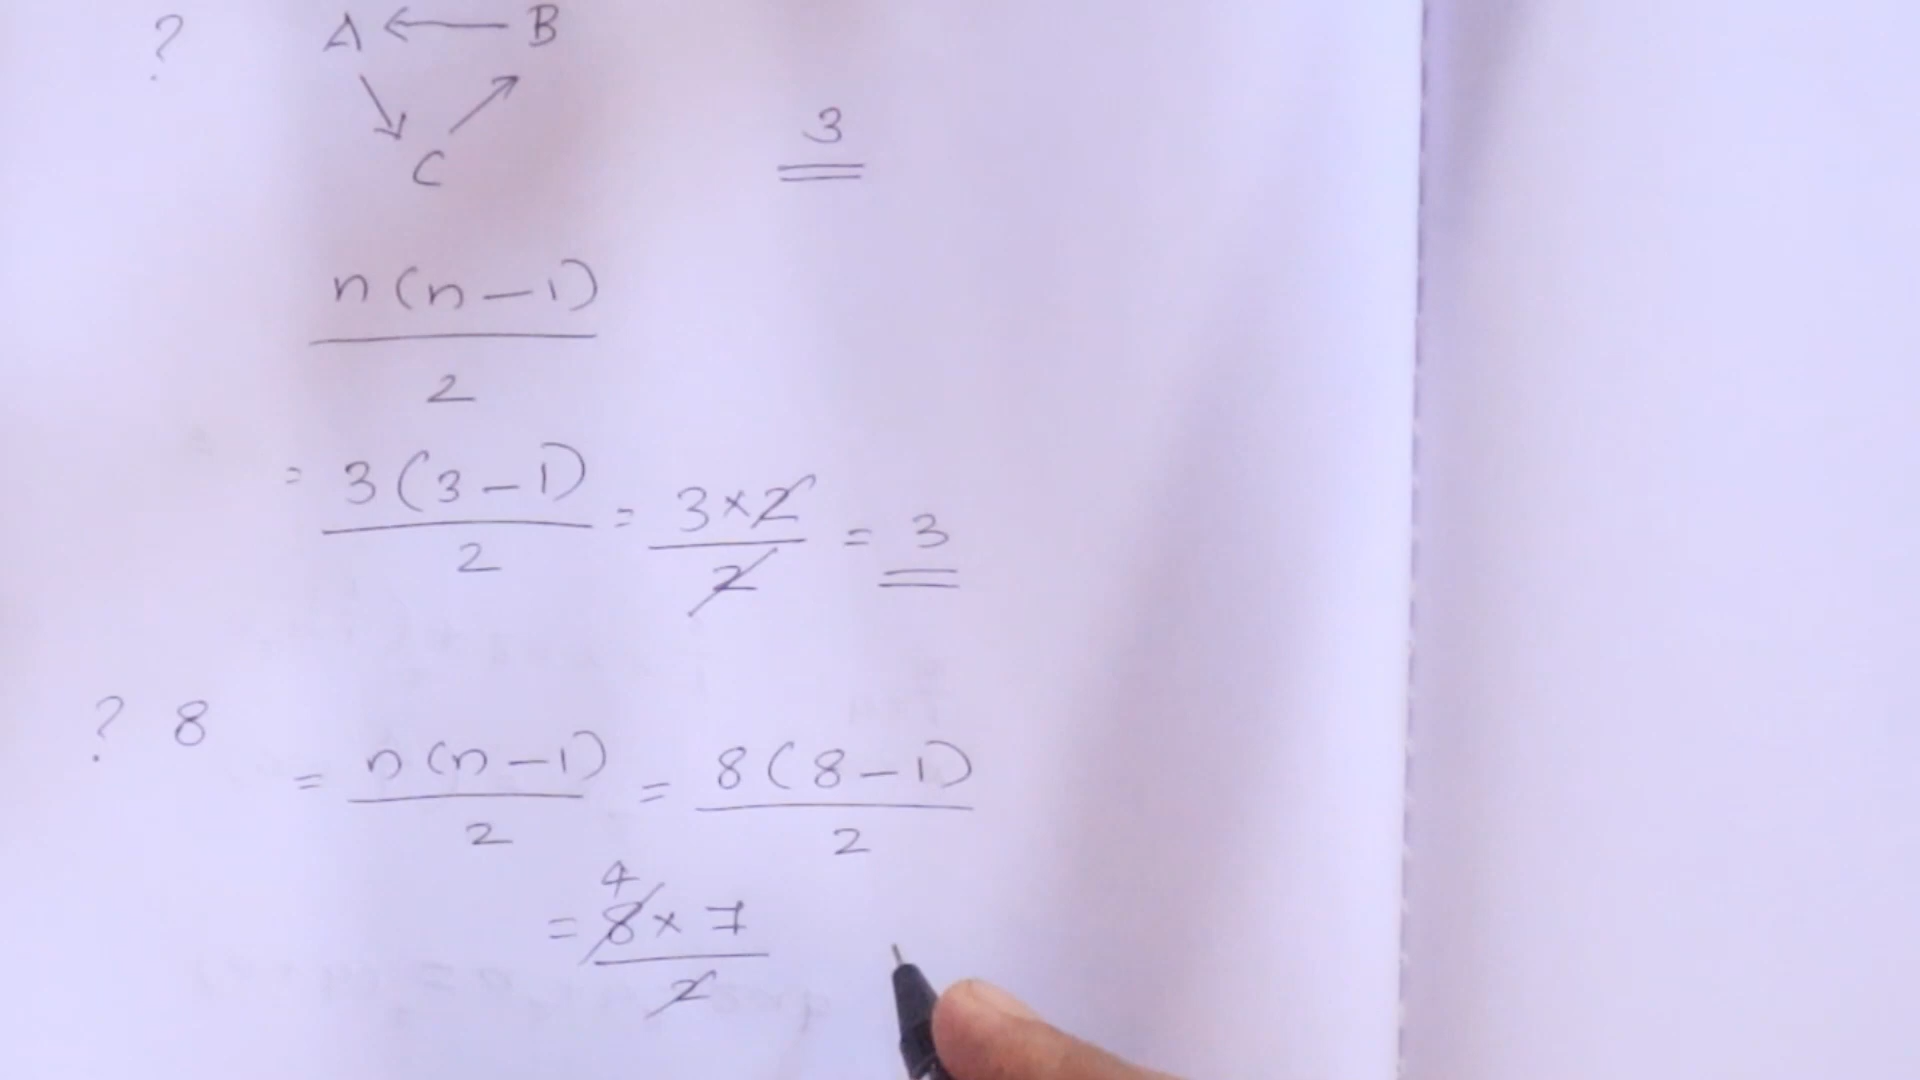 ? A ← B
C
3
n(n-1)
2
= 3(3-1) = 3×2 = 3
2 2
? 8
= n(n-1) = 8(8-1)
2 2
4
= 8×7
2